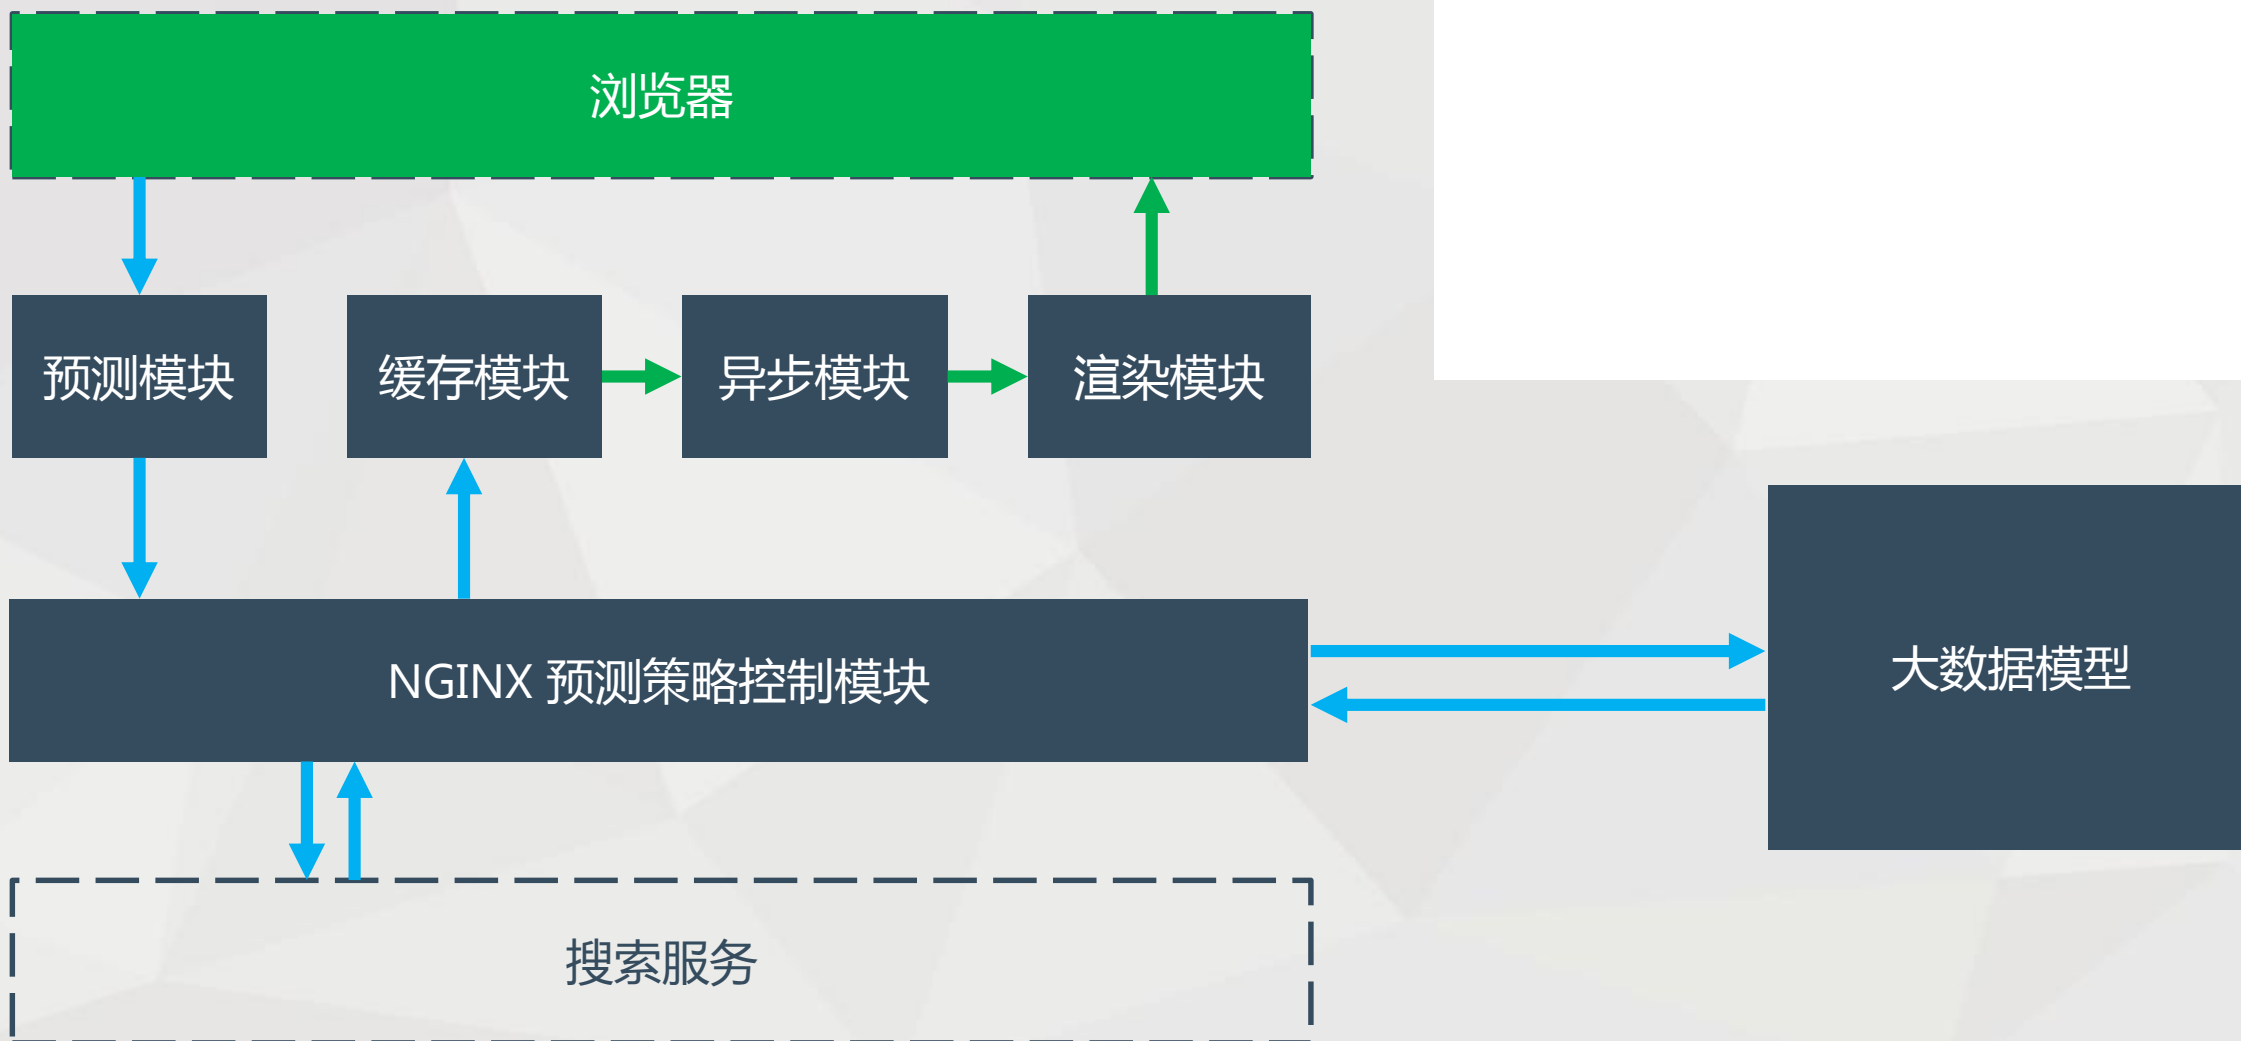 浏览器
预测模块
缓存模块
异步模块
渲染模块
NGINX 预测策略控制模块
大数据模型
搜索服务